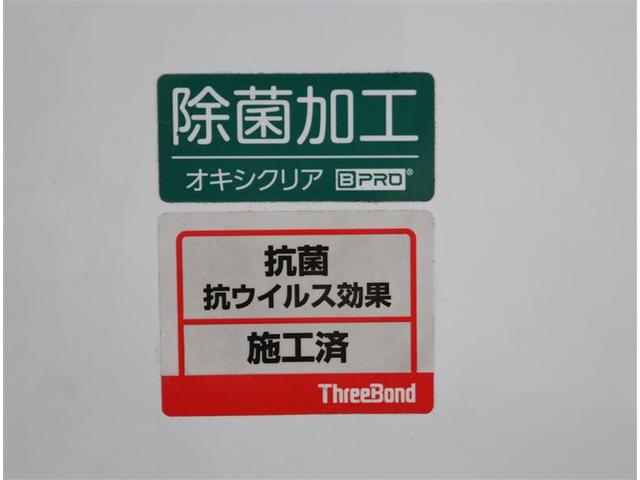 除菌加工
オキシクリア BPRO®
抗菌
抗ウイルス効果
施工済
ThreeBond